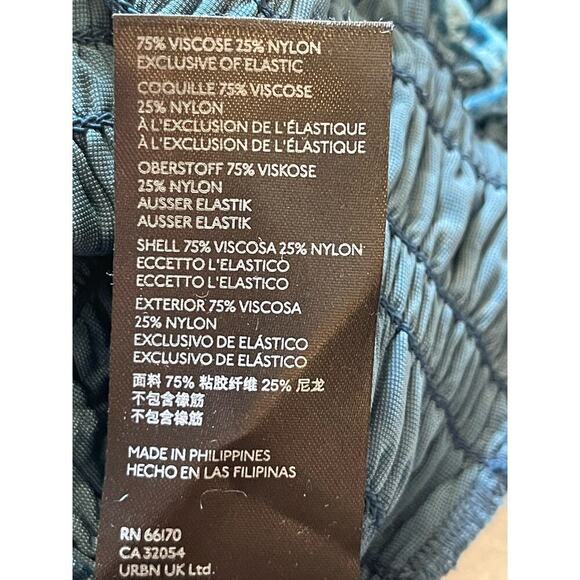 75% VISCOSE 25% NYLON
EXCLUSIVE OF ELASTIC
COQUILLE 75% VISCOSE
25% NYLON
À L'EXCLUSION DE L'ÉLASTIQUE
À L'EXCLUSION DE L'ÉLASTIQUE
OBERSTOFF 75% VISKOSE
25% NYLON
AUSSER ELASTIK
AUSSER ELASTIK
SHELL 75% VISCOSA 25% NYLON
ECCETTO L'ELASTICO
ECCETTO L'ELASTICO
EXTERIOR 75% VISCOSA
25% NYLON
EXCLUSIVO DE ELÁSTICO
EXCLUSIVO DE ELÁSTICO
面料 75% 粘胶纤维 25% 尼龙
不包含橡筋
不包含橡筋
MADE IN PHILIPPINES
HECHO EN LAS FILIPINAS
RN 66170
CA 32054
URBN UK Ltd.